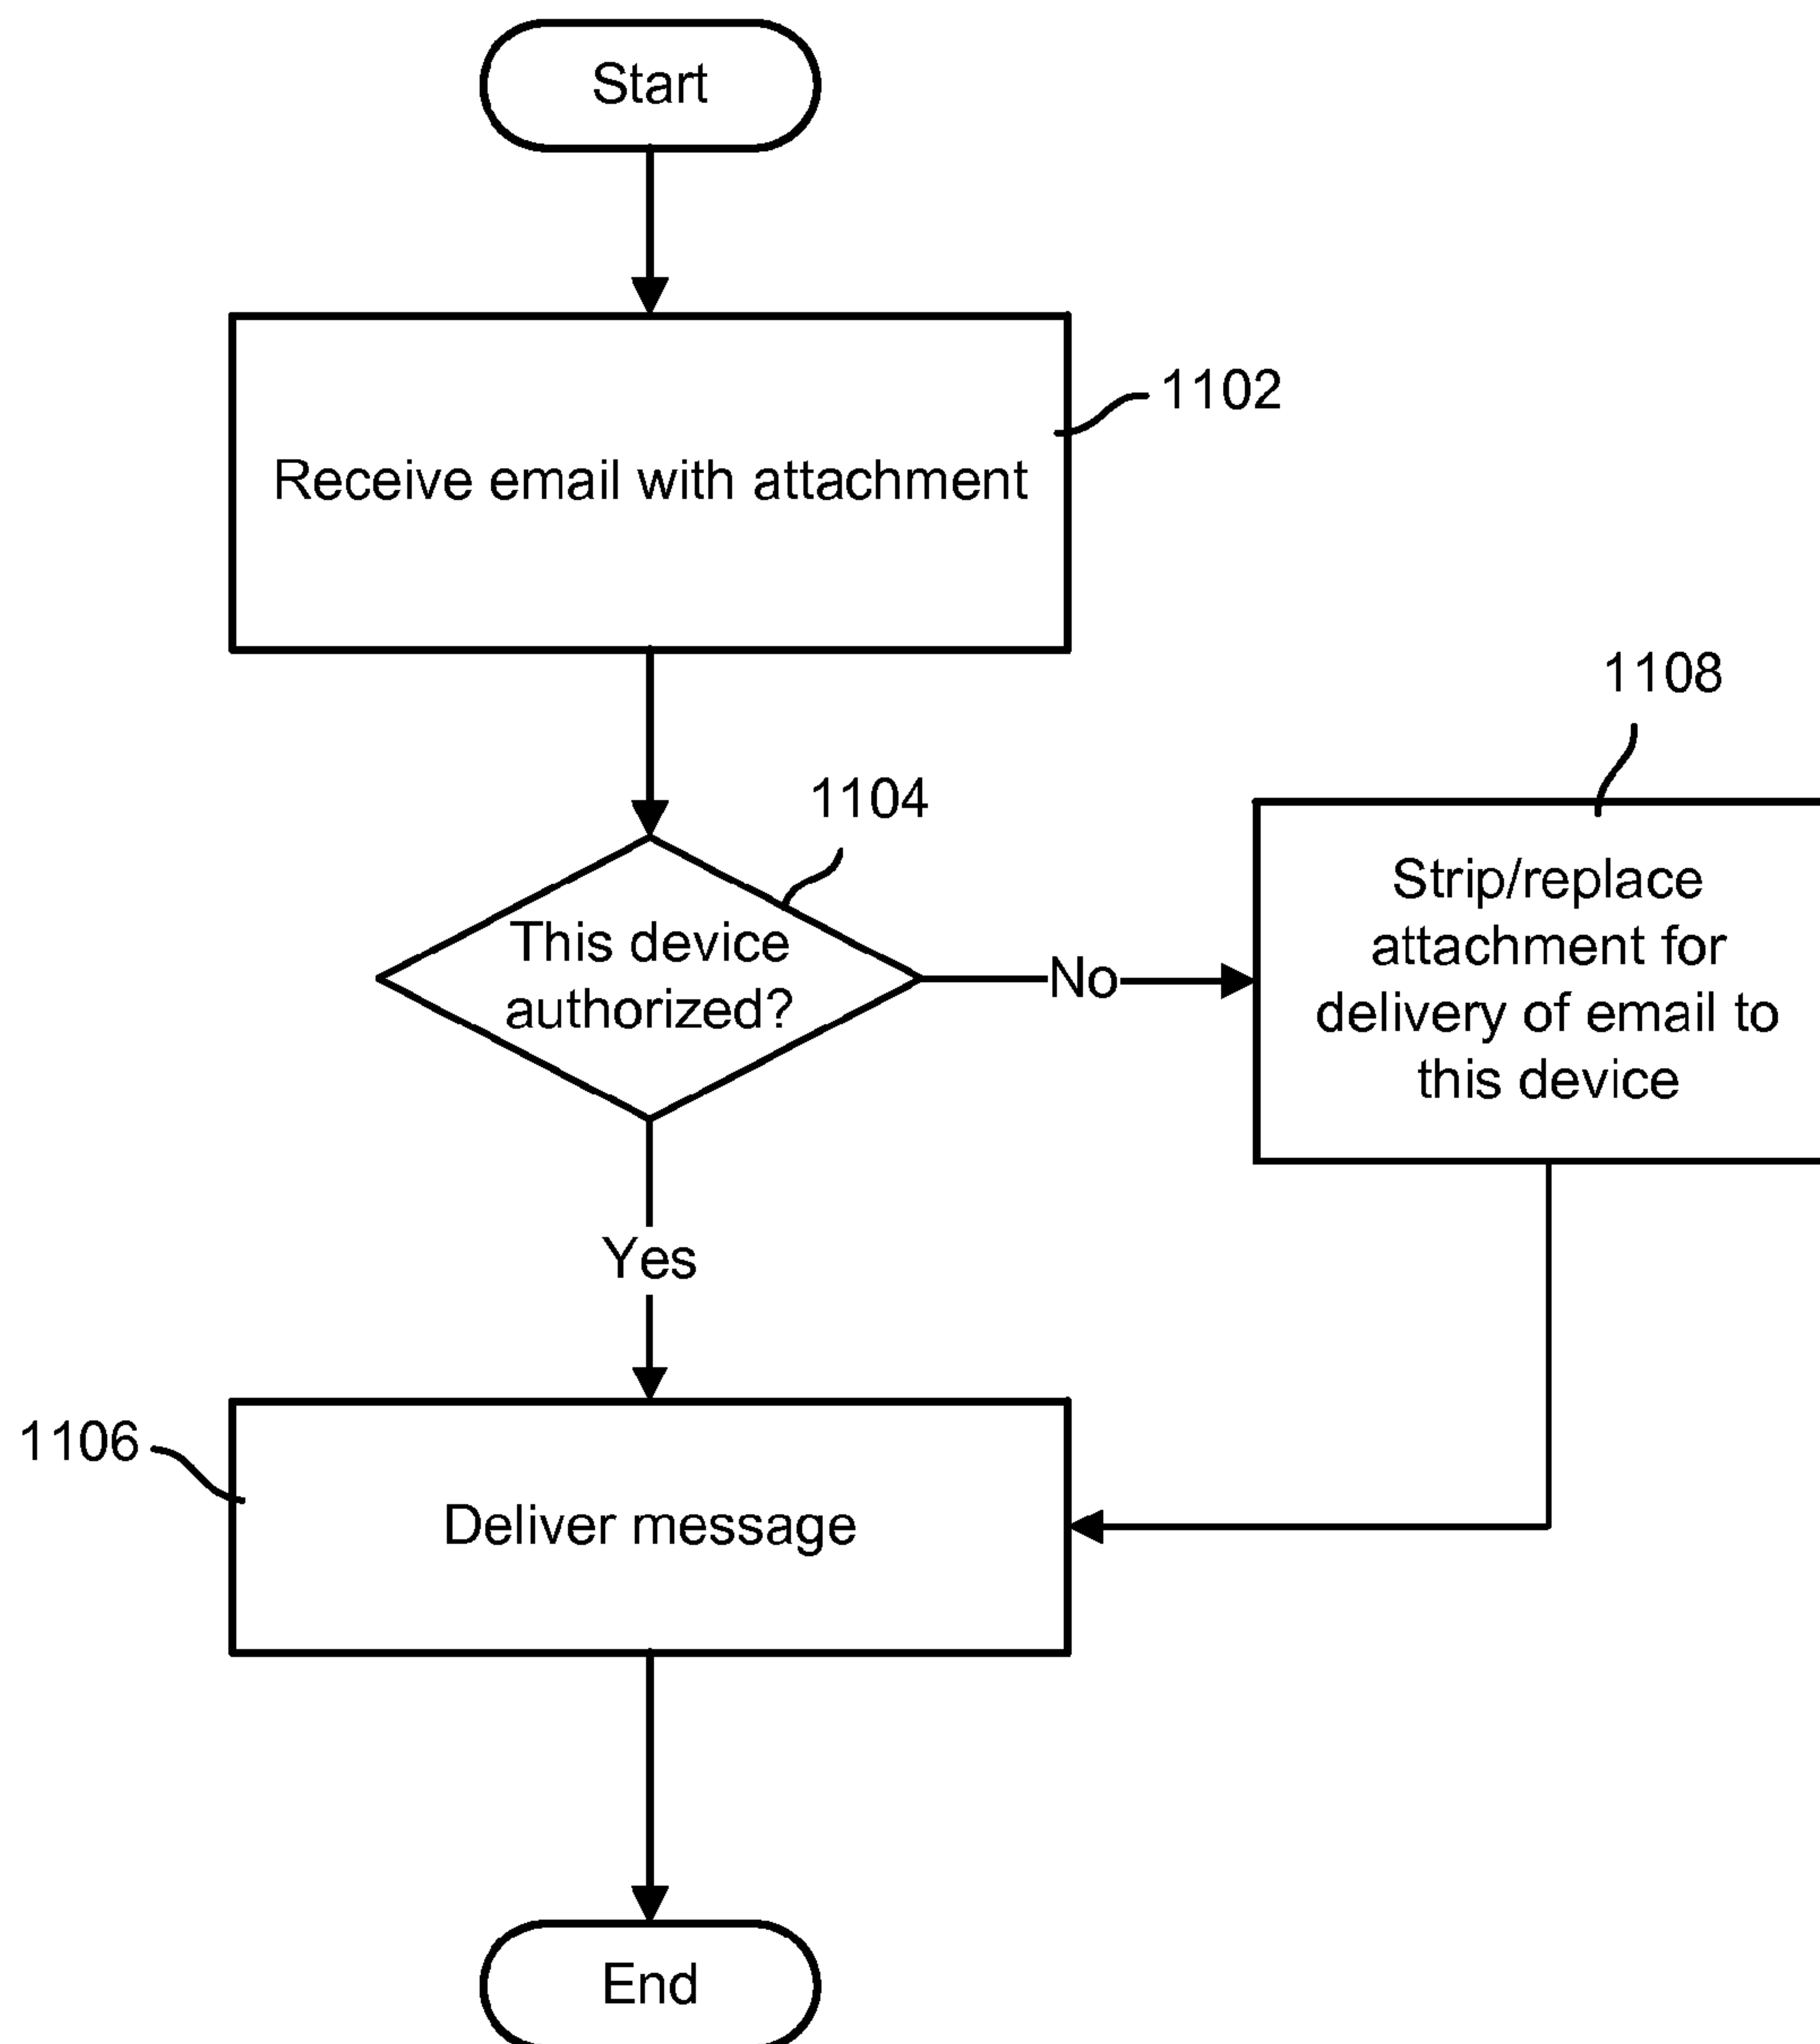 Start
1102
Receive email with attachment
1108
1104
This device
authorized?
No
Strip/replace
attachment for
delivery of email to
this device
Yes
1106
Deliver message
End